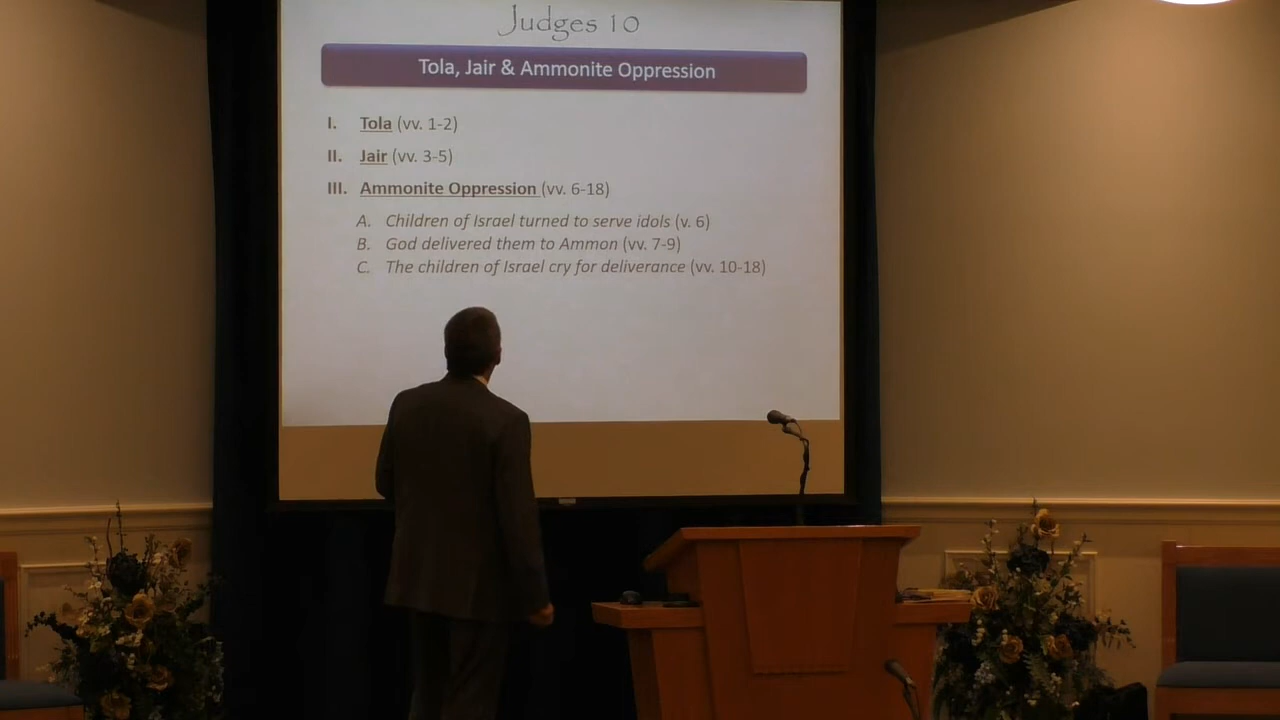 Judges 10
Tola, Jair & Ammonite Oppression
I. Tola (vv. 1-2)
II. Jair (vv. 3-5)
III. Ammonite Oppression (vv. 6-18)
A. Children of Israel turned to serve idols (v. 6)
B. God delivered them to Ammon (vv. 7-9)
C. The children of Israel cry for deliverance (vv. 10-18)